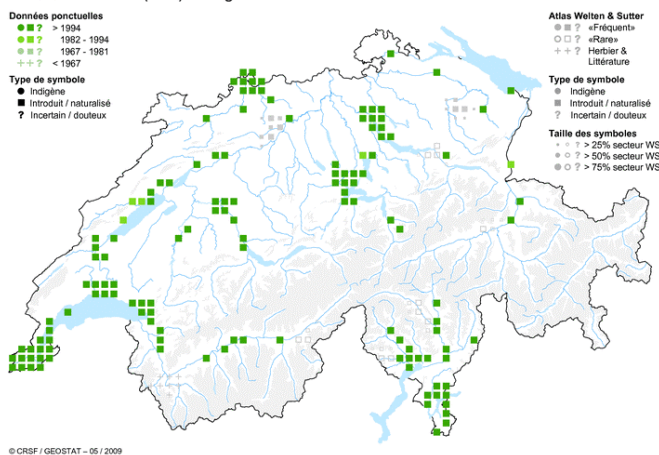 Données ponctuelles
? > 1994
? 1982 - 1994
? 1967 - 1981
++? < 1967
Type de symbole
Indigène
Introduit / naturalisé
? Incertain / douteux
Atlas Welten & Sutter
? «Fréquent»
? «Rare»
++? Herbier &
Littérature
Type de symbole
Indigène
Introduit / naturalisé
? Incertain / douteux
Taille des symboles
? > 25% secteur WS
? > 50% secteur WS
? > 75% secteur WS
© CRSF / GEOSTAT – 05 / 2009